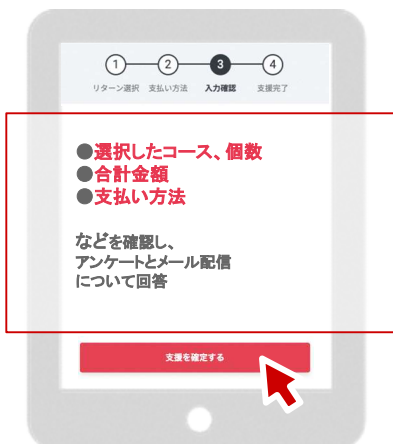 1 2 3 4
リターン選択 支払い方法 入力確認 支援完了
●選択したコース、個数
●合計金額
●支払い方法
などを確認し、
アンケートとメール配信
について回答
支援を確定する